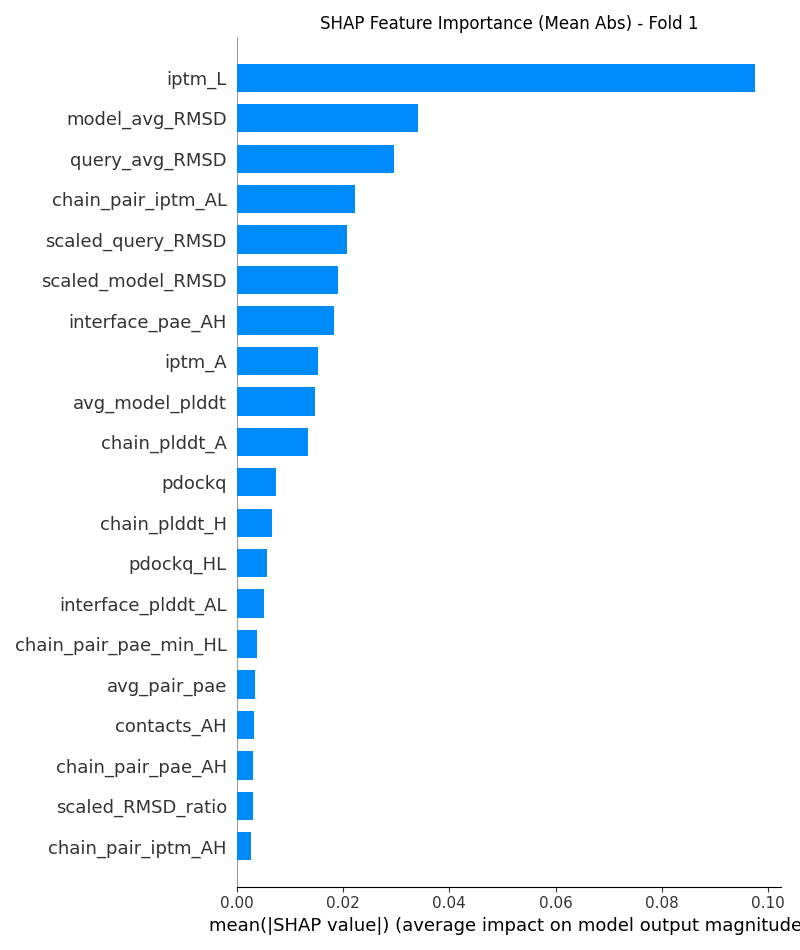 SHAP Feature Importance (Mean Abs) - Fold 1
iptm_L
model_avg_RMSD
query_avg_RMSD
chain_pair_iptm_AL
scaled_query_RMSD
scaled_model_RMSD
interface_pae_AH
iptm_A
avg_model_plddt
chain_plddt_A
pdockq
chain_plddt_H
pdockq_HL
interface_plddt_AL
chain_pair_pae_min_HL
avg_pair_pae
contacts_AH
chain_pair_pae_AH
scaled_RMSD_ratio
chain_pair_iptm_AH
0.00 0.02 0.04 0.06 0.08 0.10
mean(|SHAP value|) (average impact on model output magnitude